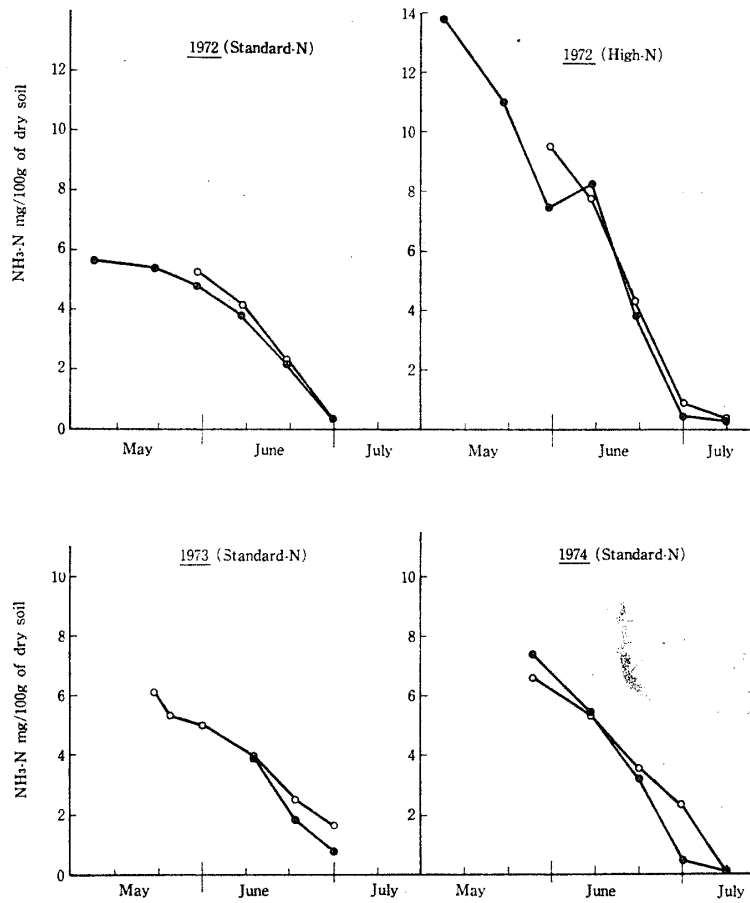 1972 (Standard-N)
12
10
8
6
4
2
0
NH₃-N mg/100g of dry soil
May
June
July
1972 (High-N)
14
12
10
8
6
4
2
May
June
July
1973 (Standard-N)
10
8
6
4
2
0
NH₃-N mg/100g of dry soil
May
June
July
1974 (Standard-N)
10
8
6
4
2
May
June
July